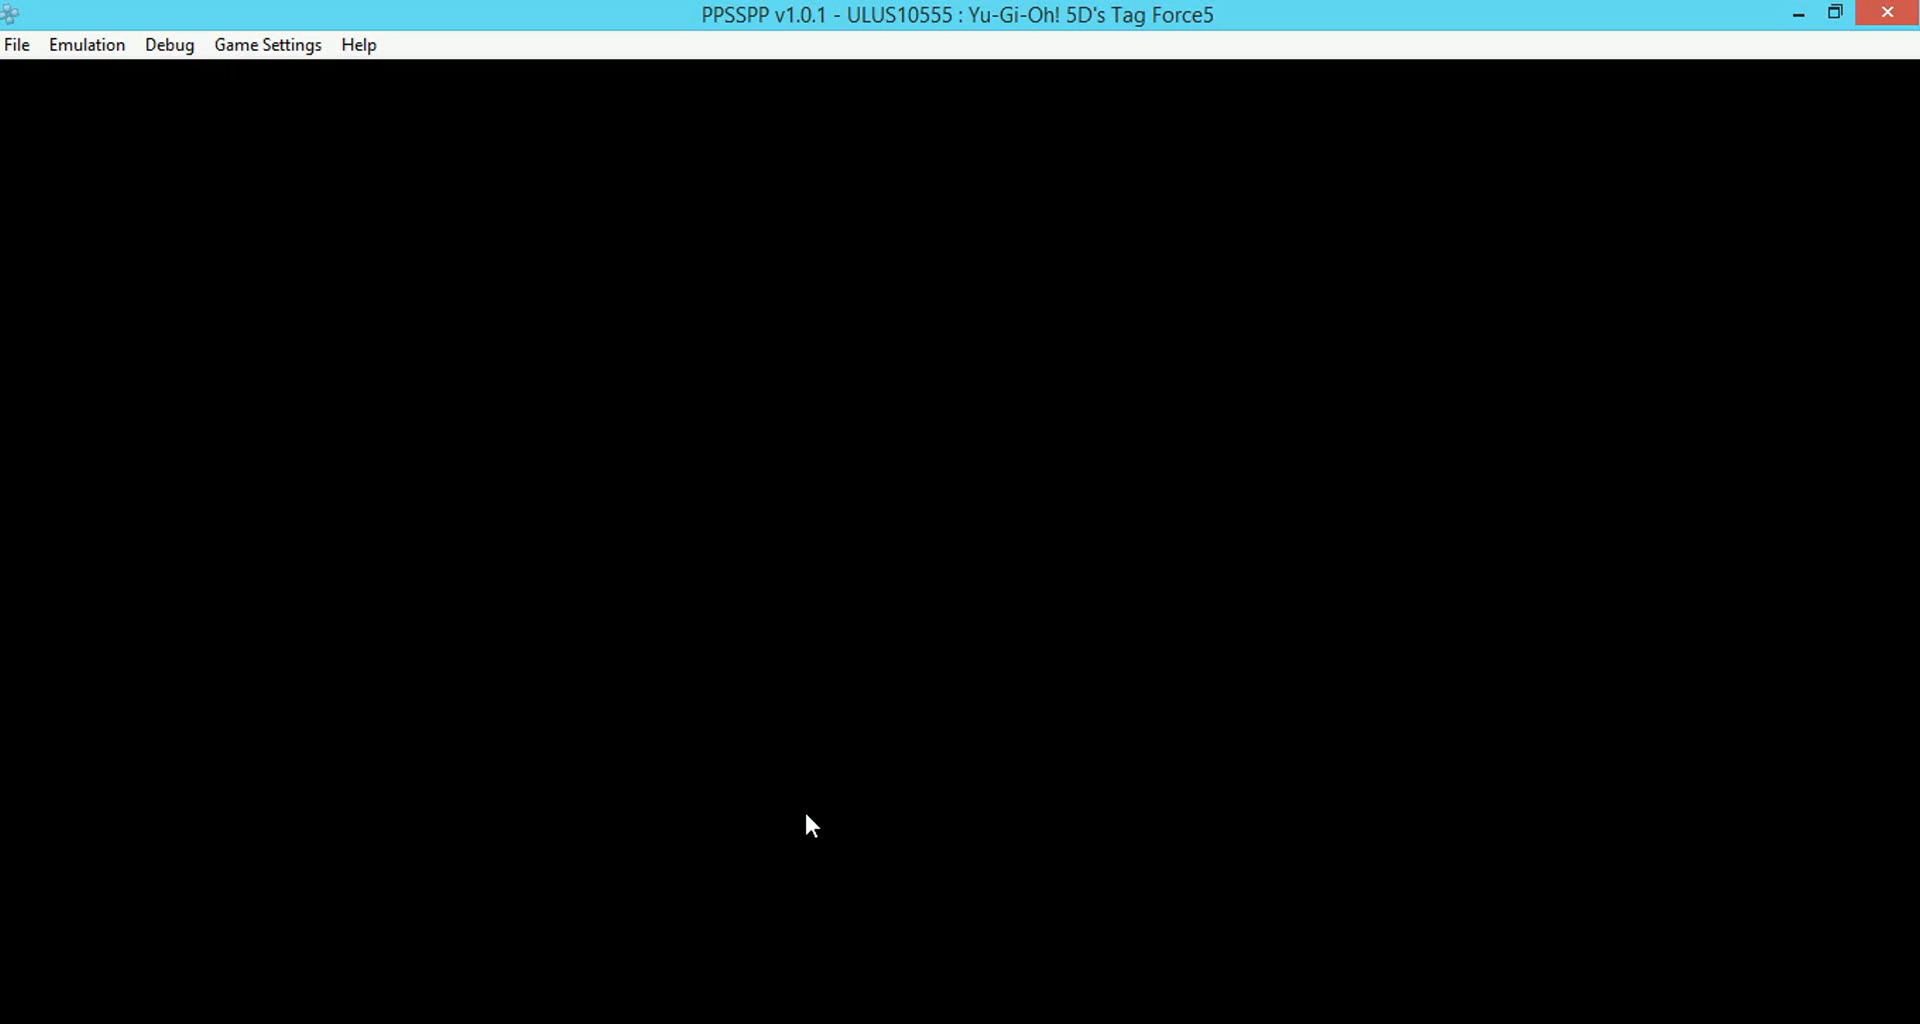 PPSSPP v1.0.1 - ULUS10555 : Yu-Gi-Oh! 5D's Tag Force5
File Emulation Debug Game Settings Help